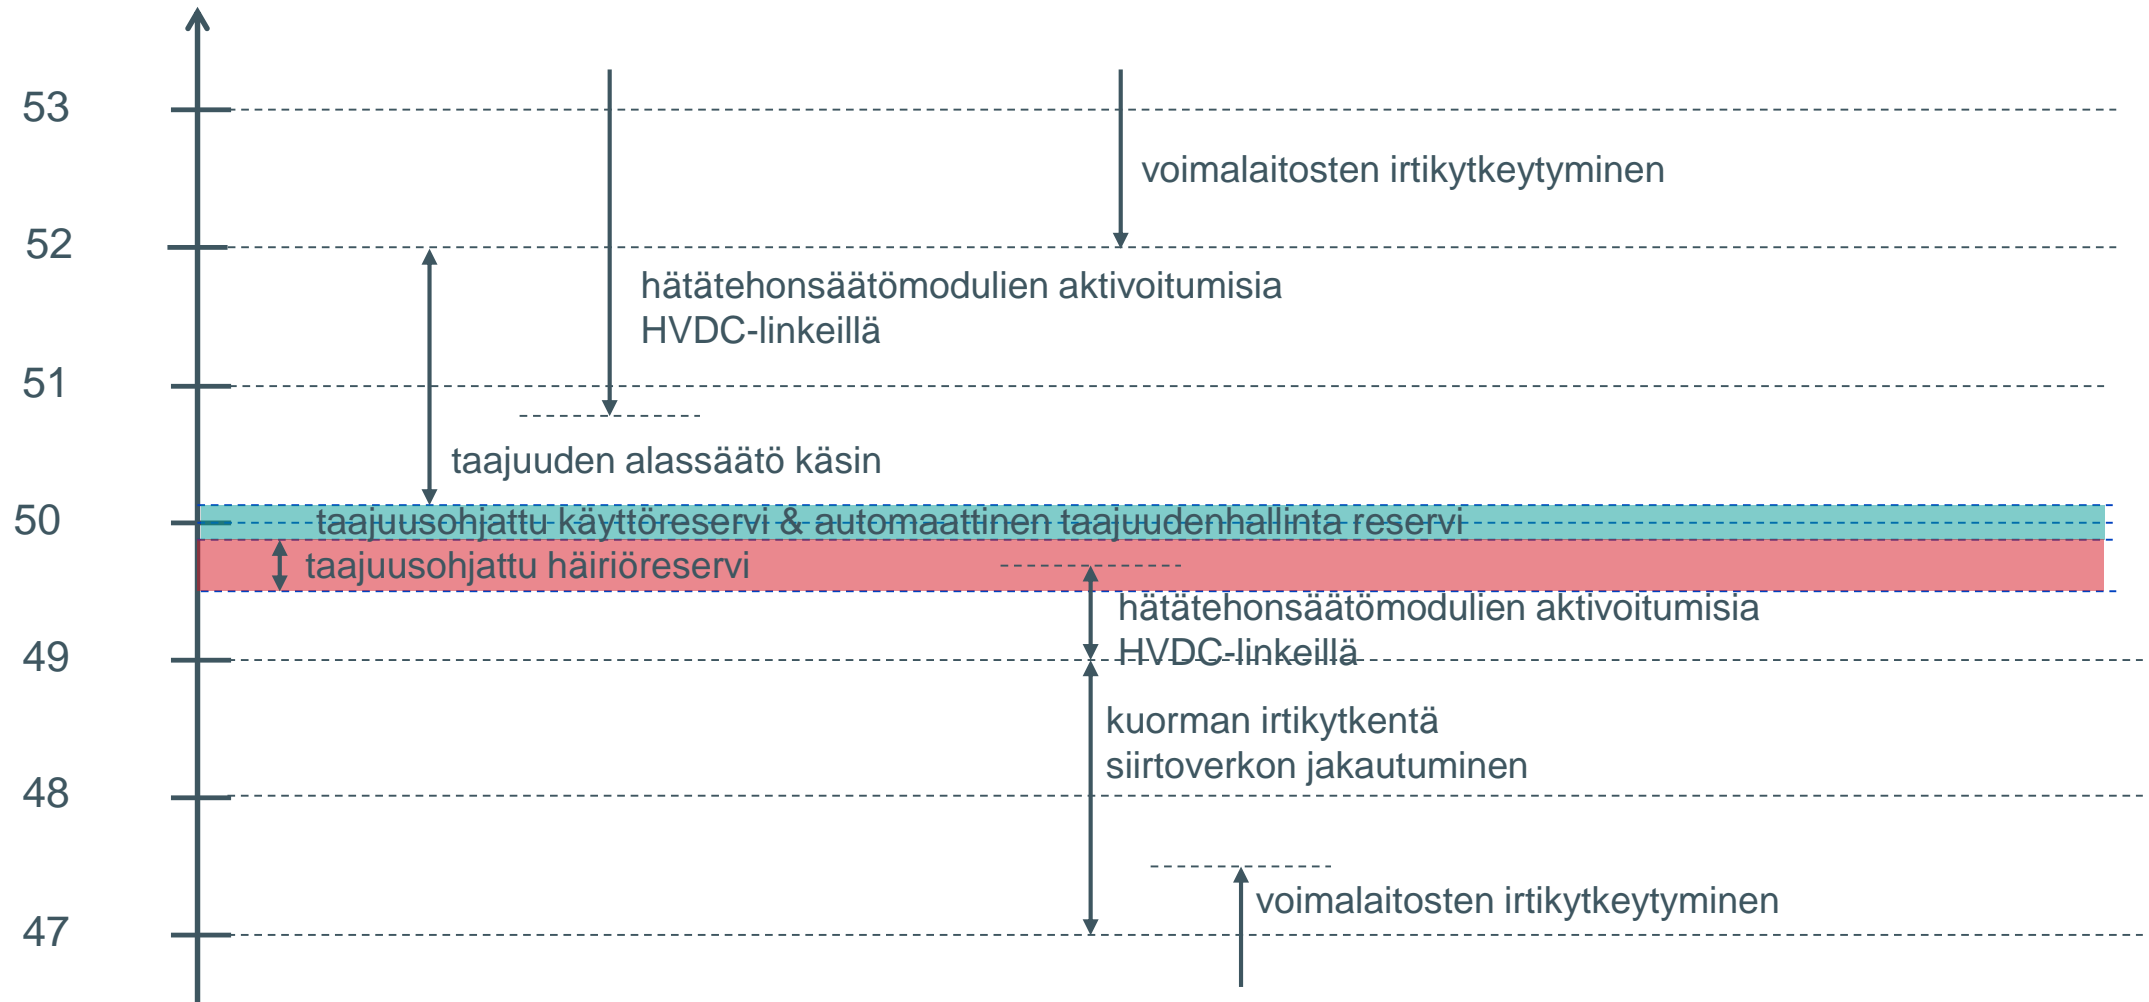 53
voimalaitosten irtikytkeytyminen
52
hätätehonsäätömodulien aktivoitumisia
HVDC-linkeillä
51
taajuuden alassäätö käsin
50
taajuusohjattu käyttöreservi & automaattinen taajuudenhallinta reservi
taajuusohjattu häiriöreservi
hätätehonsäätömodulien aktivoitumisia
HVDC-linkeillä
49
kuorman irtikytkentä
siirtoverkon jakautuminen
48
voimalaitosten irtikytkeytyminen
47